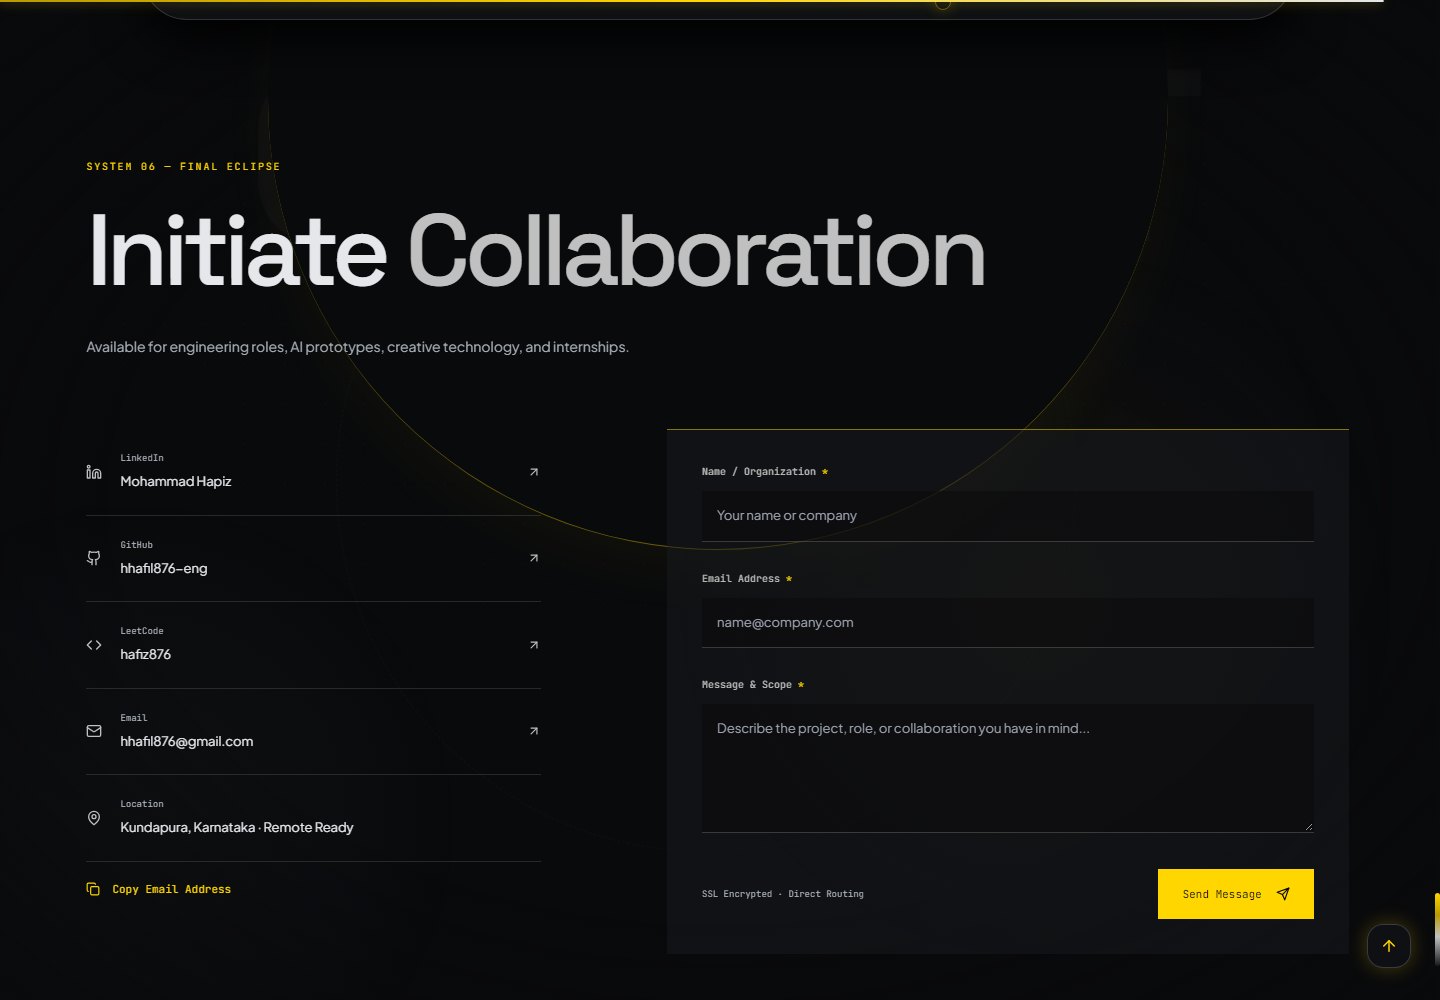 SYSTEM 06 — FINAL ECLIPSE
Initiate Collaboration
Available for engineering roles, AI prototypes, creative technology, and internships.
LinkedIn
Mohammad Hapiz
GitHub
hhafil876-eng
LeetCode
hafiz876
Email
hhafil876@gmail.com
Location
Kundapura, Karnataka · Remote Ready
Copy Email Address
Name / Organization *
Your name or company
Email Address *
name@company.com
Message & Scope *
Describe the project, role, or collaboration you have in mind...
SSL Encrypted · Direct Routing
Send Message